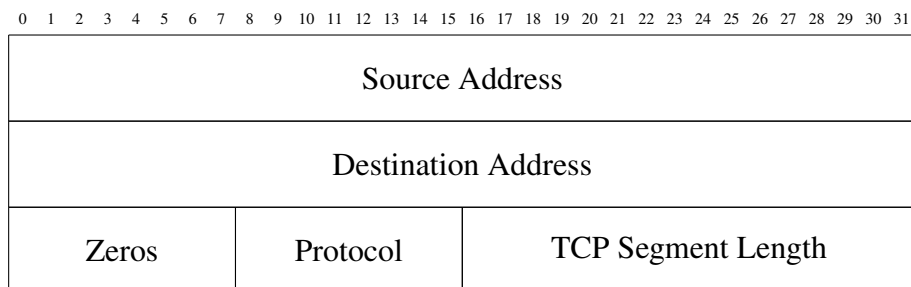 0 1 2 3 4 5 6 7 8 9 10 11 12 13 14 15 16 17 18 19 20 21 22 23 24 25 26 27 28 29 30 31
Source Address
Destination Address
Zeros Protocol TCP Segment Length